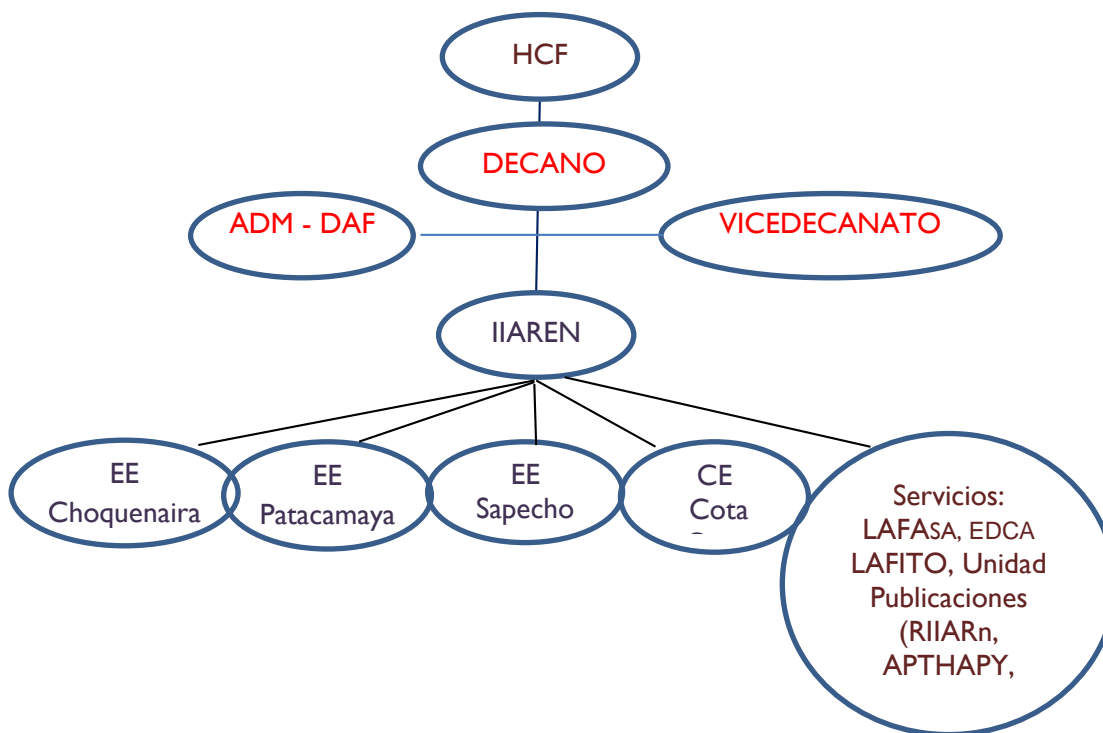 HCF
DECANO
ADM - DAF
VICEDECANATO
IIAREN
EE
Choquenaira
EE
Patacamaya
EE
Sapecho
CE
Cota
Servicios:
LAFASA, EDCA
LAFITO, Unidad
Publicaciones
(RIIARn,
APTHAPY,